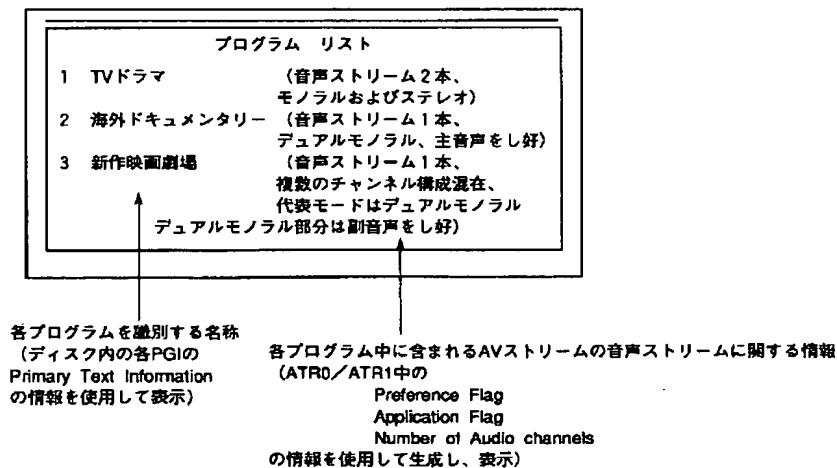 プログラム リスト
1 TVドラマ (音声ストリーム2本、
モノラルおよびステレオ)
2 海外ドキュメンタリー (音声ストリーム1本、
デュアルモノラル、主音声をし好)
3 新作映画劇場 (音声ストリーム1本、
複数のチャンネル構成混在、
代表モードはデュアルモノラル
デュアルモノラル部分は副音声をし好)
各プログラムを識別する名称
(ディスク内の各PGIの
Primary Text Information
の情報を使用して表示)
各プログラム中に含まれるAVストリームの音声ストリームに関する情報
(ATR0/ATR1中の
Preference Flag
Application Flag
Number of Audio channels
の情報を使用して生成し、表示)